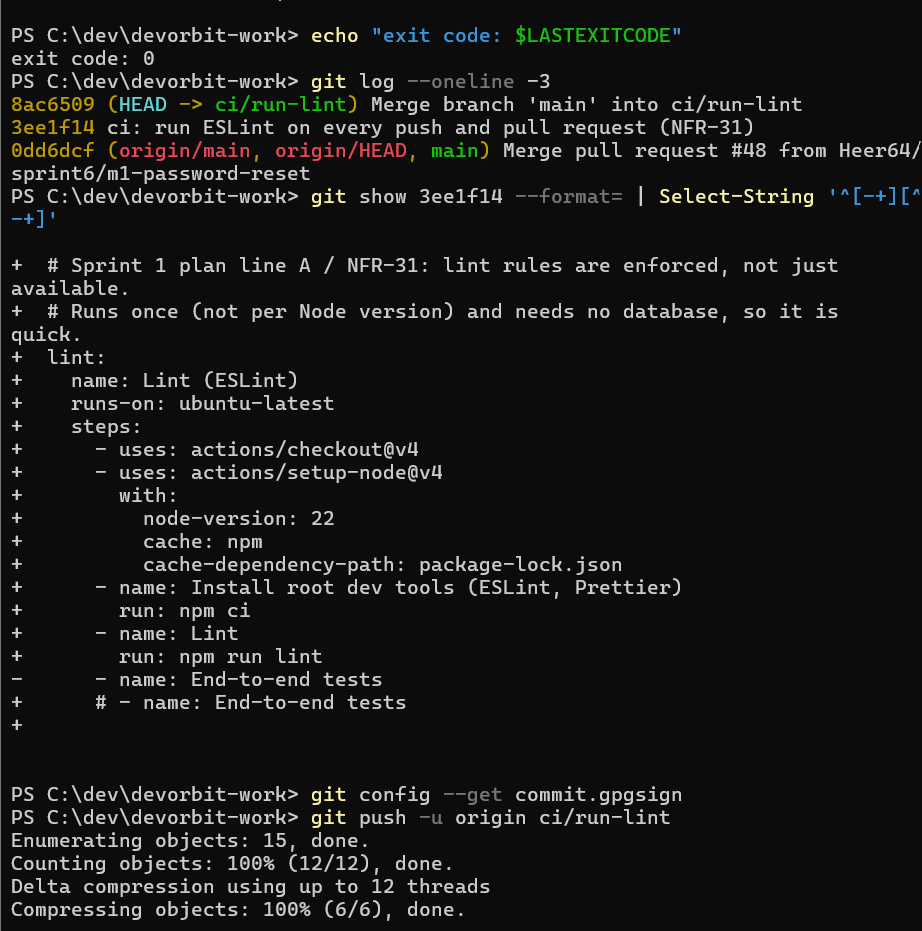 PS C:\dev\devorbit-work> echo "exit code: $LASTEXITCODE"
exit code: 0
PS C:\dev\devorbit-work> git log --oneline -3
8ac6509 (HEAD -> ci/run-lint) Merge branch 'main' into ci/run-lint
3ee1f14 ci: run ESLint on every push and pull request (NFR-31)
0dd6dcf (origin/main, origin/HEAD, main) Merge pull request #48 from Heer64/
sprint6/m1-password-reset
PS C:\dev\devorbit-work> git show 3ee1f14 --format= | Select-String '^[-+][^
-+]'
+  # Sprint 1 plan line A / NFR-31: lint rules are enforced, not just
available.
+  # Runs once (not per Node version) and needs no database, so it is
quick.
+  lint:
+    name: Lint (ESLint)
+    runs-on: ubuntu-latest
+    steps:
+      - uses: actions/checkout@v4
+      - uses: actions/setup-node@v4
+        with:
+          node-version: 22
+          cache: npm
+          cache-dependency-path: package-lock.json
+      - name: Install root dev tools (ESLint, Prettier)
+        run: npm ci
+      - name: Lint
+        run: npm run lint
-      - name: End-to-end tests
+      # - name: End-to-end tests
+
PS C:\dev\devorbit-work> git config --get commit.gpgsign
PS C:\dev\devorbit-work> git push -u origin ci/run-lint
Enumerating objects: 15, done.
Counting objects: 100% (12/12), done.
Delta compression using up to 12 threads
Compressing objects: 100% (6/6), done.